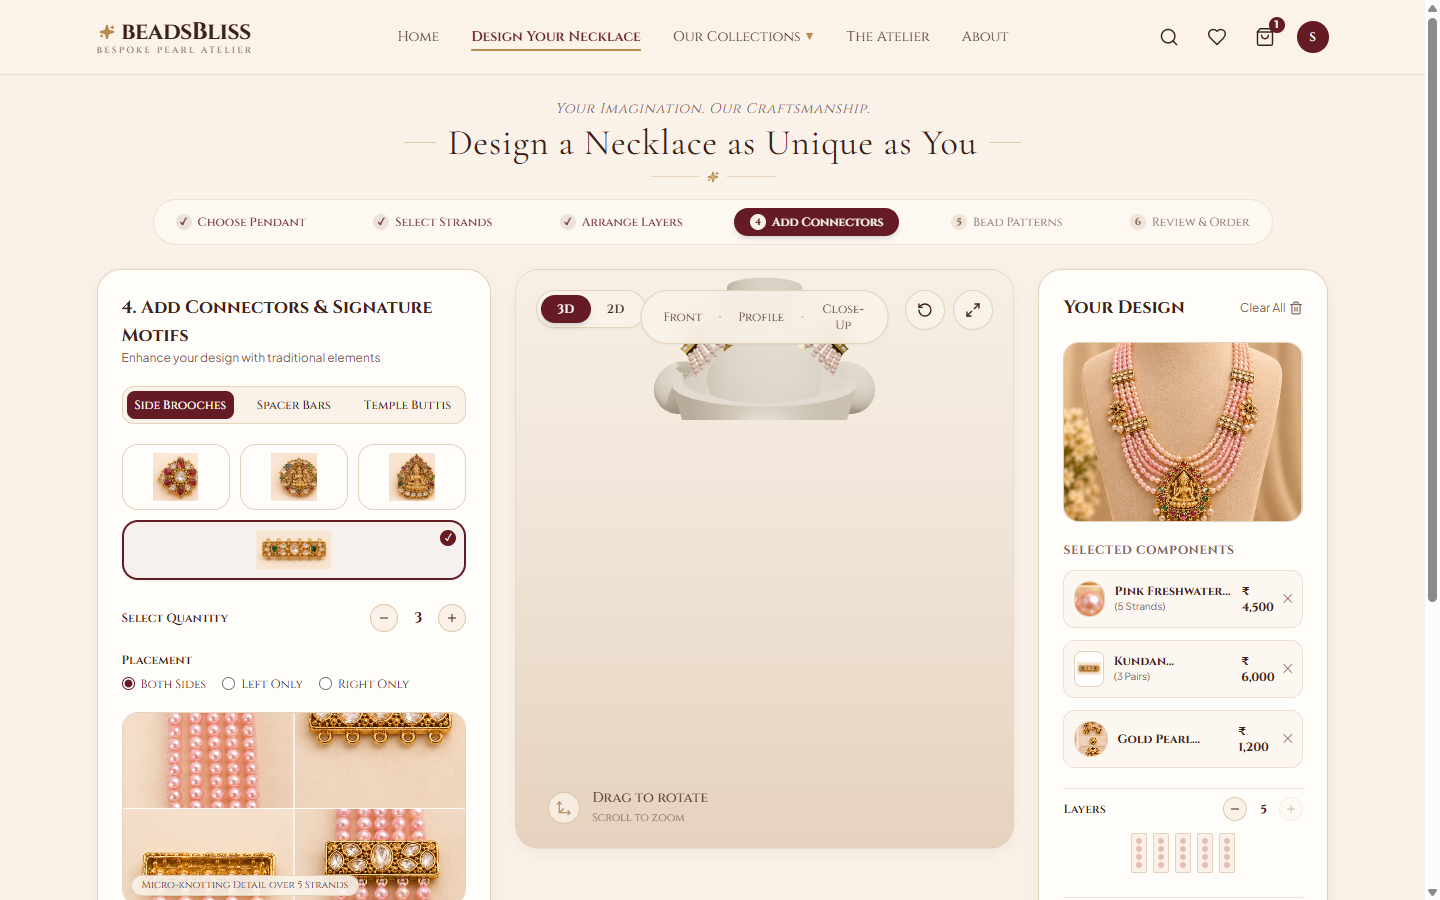 BEADSBLISS
BESPOKE PEARL ATELIER
HOME
DESIGN YOUR NECKLACE
OUR COLLECTIONS ▼
THE ATELIER
ABOUT
1
S
YOUR IMAGINATION. OUR CRAFTSMANSHIP.
Design a Necklace as Unique as You
✓ CHOOSE PENDANT
✓ SELECT STRANDS
✓ ARRANGE LAYERS
4 ADD CONNECTORS
5 BEAD PATTERNS
6 REVIEW & ORDER
4. ADD CONNECTORS & SIGNATURE
MOTIFS
Enhance your design with traditional elements
SIDE BROOCHES
SPACER BARS
TEMPLE BUTTIS
SELECT QUANTITY
− 3 +
PLACEMENT
BOTH SIDES
LEFT ONLY
RIGHT ONLY
MICRO-KNOTTING DETAIL OVER 5 STRANDS
3D
2D
FRONT · PROFILE · CLOSE-
UP
DRAG TO ROTATE
SCROLL TO ZOOM
YOUR DESIGN
Clear All
SELECTED COMPONENTS
PINK FRESHWATER...
(5 Strands)
₹
4,500
KUNDAN...
(3 Pairs)
₹
6,000
GOLD PEARL...
₹
1,200
LAYERS
− 5 +